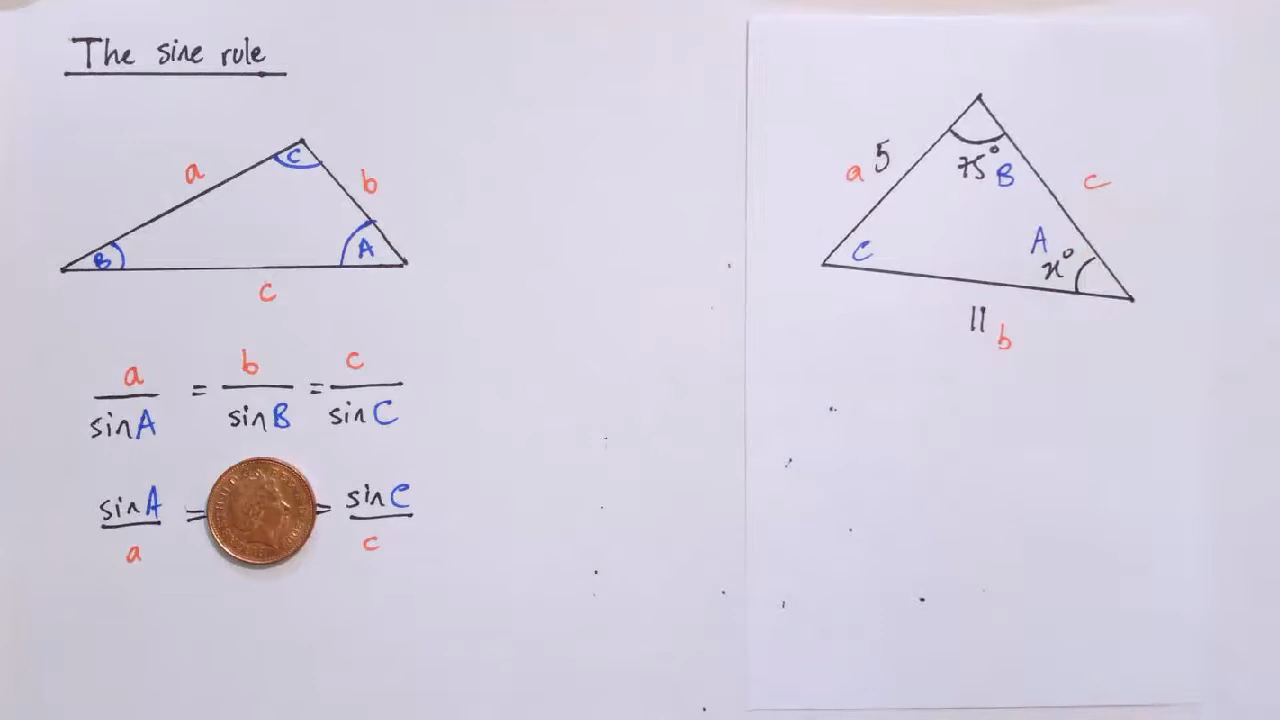 The sine rule
C
a
b
B
A
c
a = b = c
sinA sinB sinC
sinA = = sinC
a c
a 5
75° B
c
A
C
x°
11 b